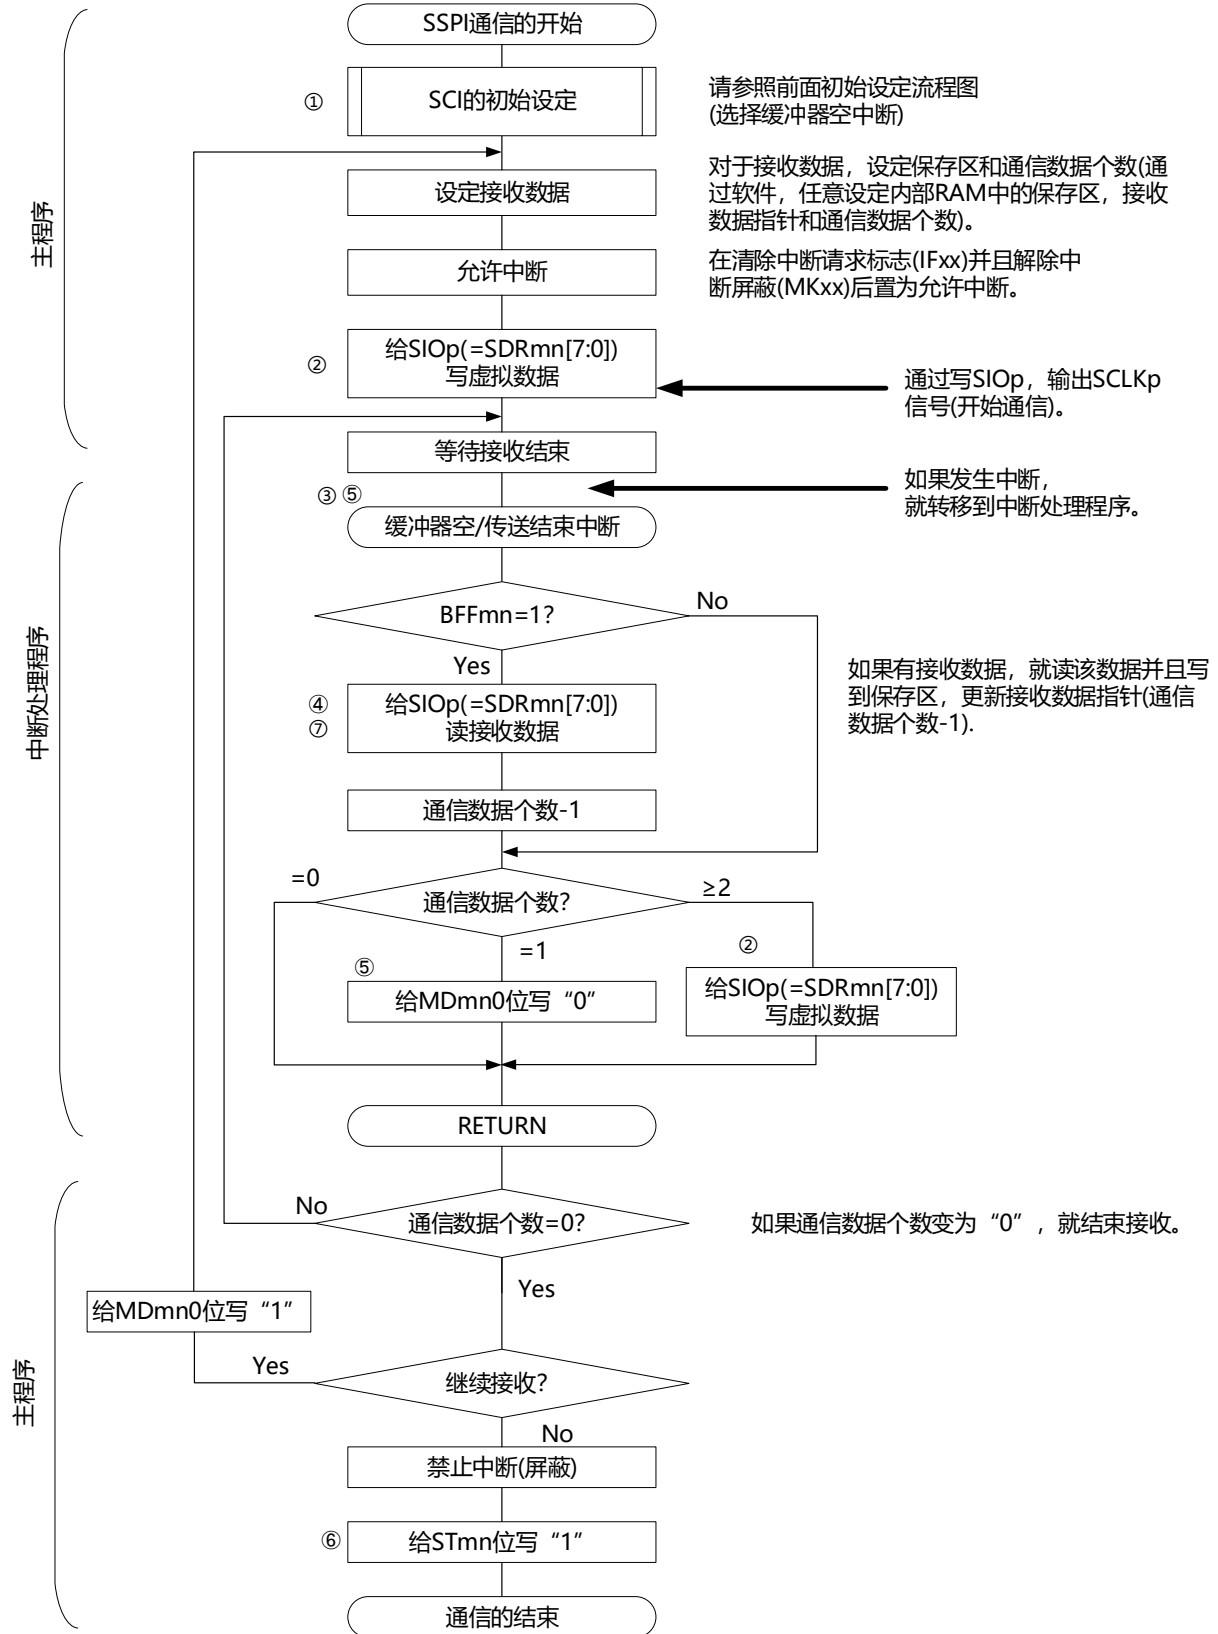 SSPI通信的开始
①
SCI的初始设定
请参照前面初始设定流程图
(选择缓冲器空中断)
设定接收数据
对于接收数据，设定保存区和通信数据个数(通
过软件，任意设定内部RAM中的保存区，接收
数据指针和通信数据个数)。
主程序
允许中断
在清除中断请求标志(IFxx)并且解除中
断屏蔽(MKxx)后置为允许中断。
②
给SIOp(=SDRmn[7:0])
写虚拟数据
通过写SIOp，输出SCLKp
信号(开始通信)。
等待接收结束
如果发生中断，
就转移到中断处理程序。
③ ⑤
缓冲器空/传送结束中断
BFFmn=1?
No
Yes
中断处理程序
④
⑦
给SIOp(=SDRmn[7:0])
读接收数据
如果有接收数据，就读该数据并且写
到保存区，更新接收数据指针(通信
数据个数-1).
通信数据个数-1
=0
通信数据个数?
≥2
=1
②
⑤
给MDmn0位写“0”
给SIOp(=SDRmn[7:0])
写虚拟数据
RETURN
No
通信数据个数=0?
如果通信数据个数变为“0”，就结束接收。
Yes
给MDmn0位写“1”
主程序
Yes
继续接收?
No
禁止中断(屏蔽)
⑥
给STmn位写“1”
通信的结束